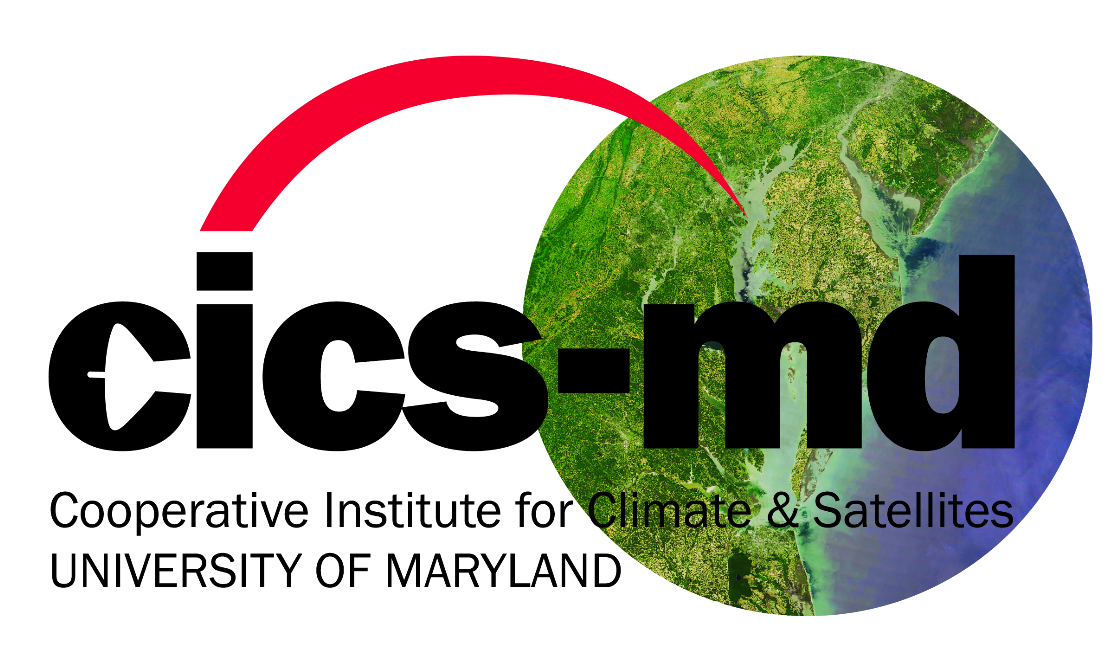 cics-md
Cooperative Institute for Climate & Satellites
UNIVERSITY OF MARYLAND